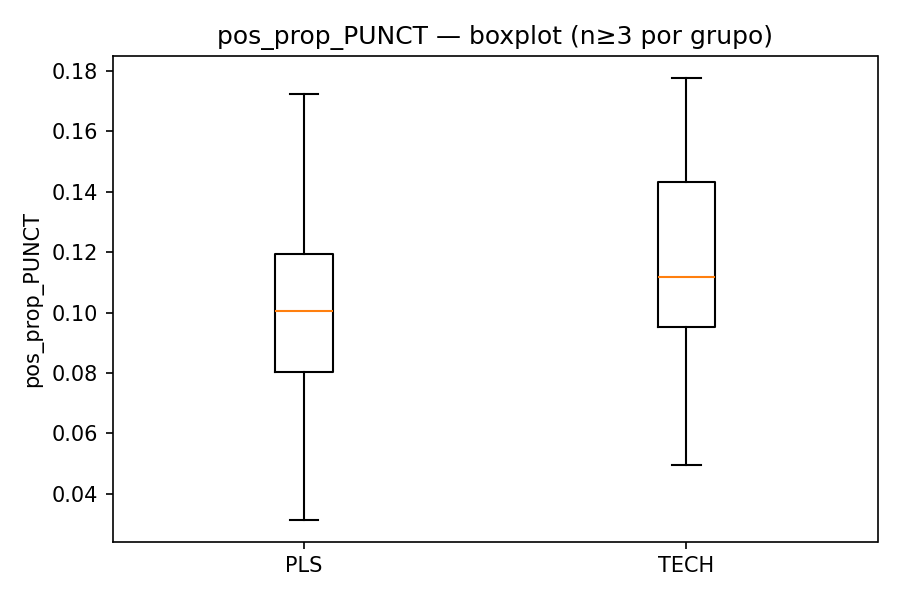 pos_prop_PUNCT — boxplot (n≥3 por grupo)
pos_prop_PUNCT
0.18
0.16
0.14
0.12
0.10
0.08
0.06
0.04
PLS
TECH